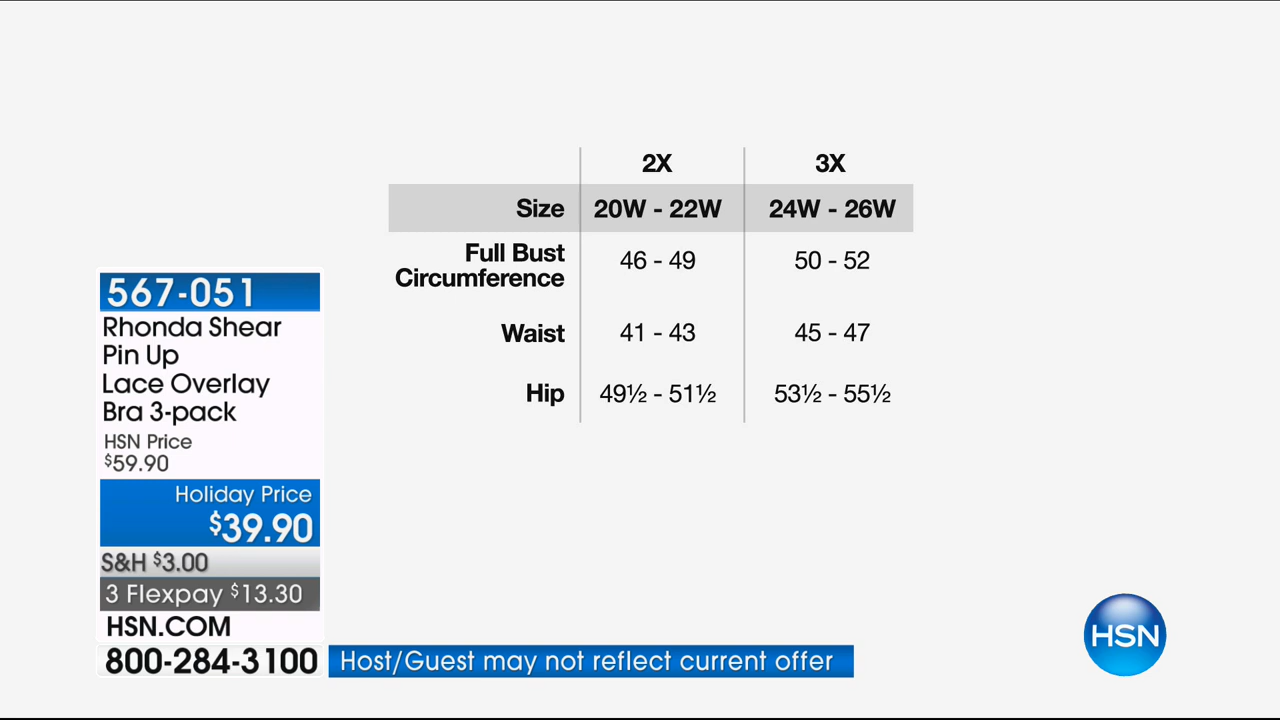 2X 3X
Size 20W - 22W 24W - 26W
Full Bust
Circumference 46 - 49 50 - 52
Waist 41 - 43 45 - 47
Hip 49½ - 51½ 53½ - 55½
567-051
Rhonda Shear
Pin Up
Lace Overlay
Bra 3-pack
HSN Price
$59.90
Holiday Price
$39.90
S&H $3.00
3 Flexpay $13.30
HSN.COM
800-284-3100
Host/Guest may not reflect current offer
HSN